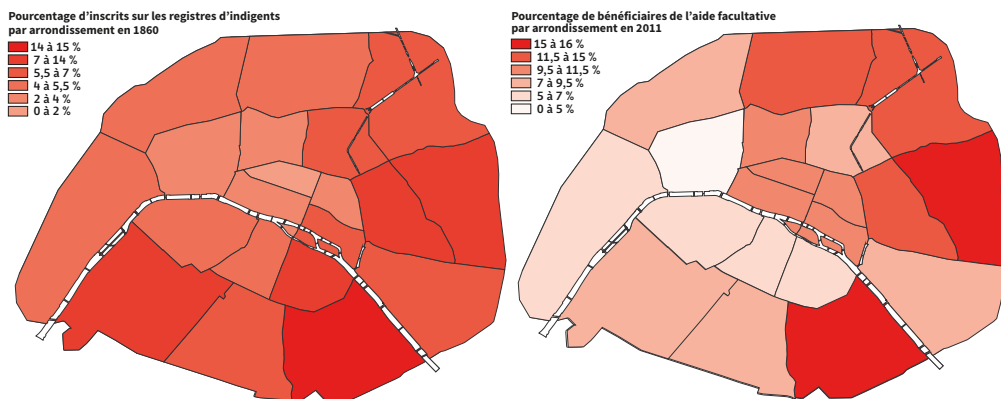 Pourcentage d’inscrits sur les registres d’indigents
par arrondissement en 1860
14 à 15 %
7 à 14 %
5,5 à 7 %
4 à 5,5 %
2 à 4 %
0 à 2 %
Pourcentage de bénéficiaires de l’aide facultative
par arrondissement en 2011
15 à 16 %
11,5 à 15 %
9,5 à 11,5 %
7 à 9,5 %
5 à 7 %
0 à 5 %